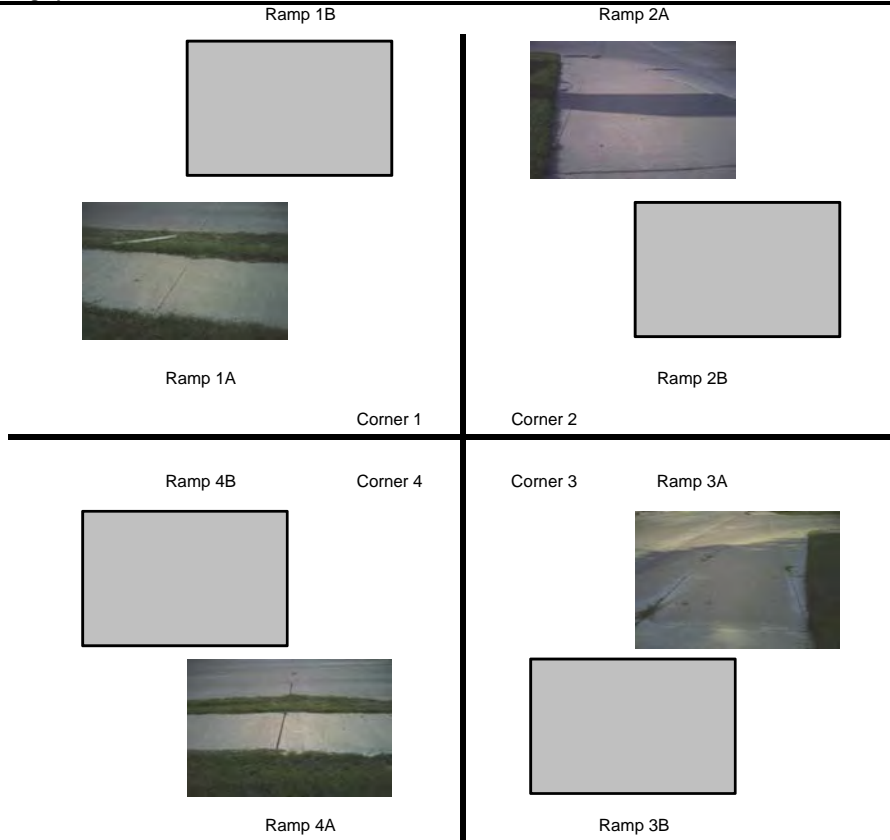 Ramp 1B
Ramp 2A
Ramp 1A
Ramp 2B
Corner 1
Corner 2
Ramp 4B
Corner 4
Corner 3
Ramp 3A
Ramp 4A
Ramp 3B